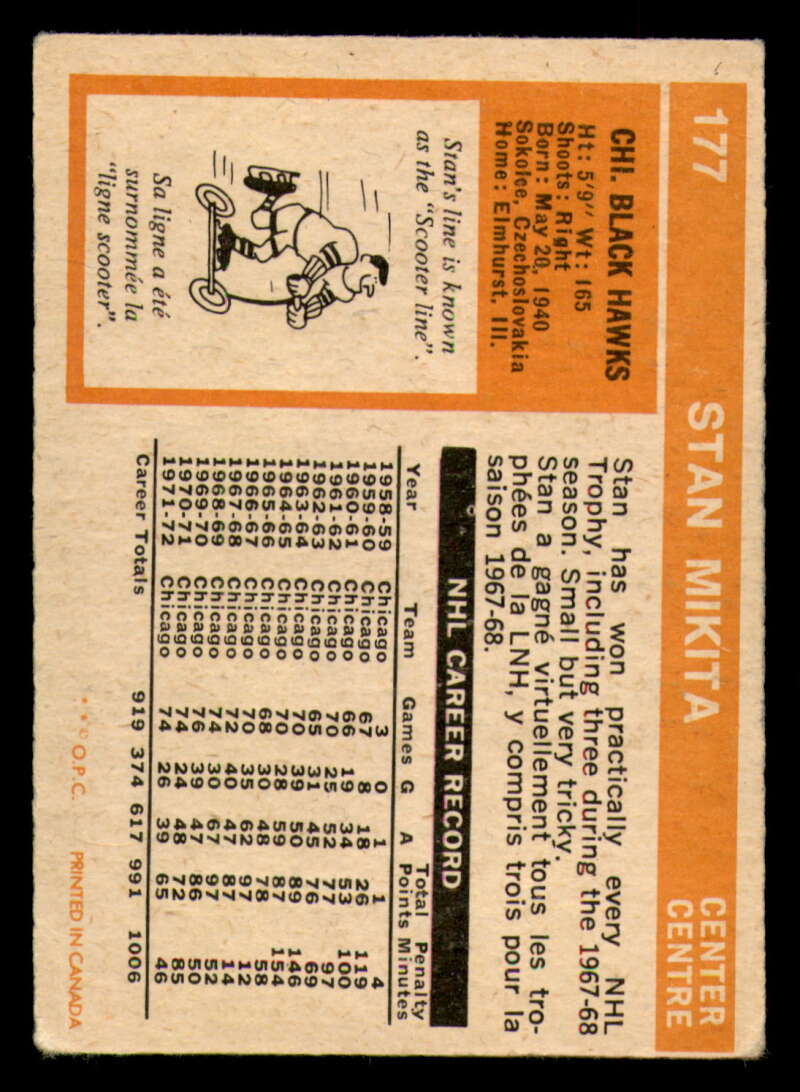 177 STAN MIKITA CENTER
CENTRE
CHI. BLACK HAWKS
Ht: 5'9" Wt: 165
Shoots: Right
Born: May 20, 1940
Sokolce, Czechoslovakia
Home: Elmhurst, Ill.
Stan's line is known
as the "Scooter line".
Sa ligne a été
surnommée la
"ligne scooter".
Stan has won practically every NHL
Trophy, including three during the 1967-68
season. Small but very tricky.
Stan a gagné virtuellement tous les tro-
phées de la LNH, y compris trois pour la
saison 1967-68.
NHL CAREER RECORD
Year Team Games G A Total Points Penalty Minutes
1958-59 Chicago 3 0 1 1 4
1959-60 Chicago 67 8 18 26 119
1960-61 Chicago 66 19 34 53 100
1961-62 Chicago 70 25 52 77 97
1962-63 Chicago 65 31 45 76 69
1963-64 Chicago 70 39 50 89 146
1964-65 Chicago 70 28 59 87 154
1965-66 Chicago 68 30 48 78 58
1966-67 Chicago 70 35 62 97 12
1967-68 Chicago 72 40 47 87 14
1968-69 Chicago 74 30 67 97 52
1969-70 Chicago 76 39 47 86 50
1970-71 Chicago 74 24 48 72 85
1971-72 Chicago 74 26 39 65 46
Career Totals 919 374 617 991 1006
* * © O.P.C. PRINTED IN CANADA